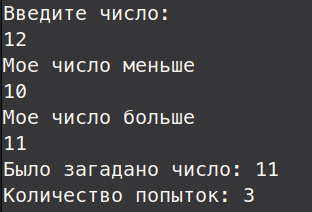 Введите число:
12
Мое число меньше
10
Мое число больше
11
Было загадано число: 11
Количество попыток: 3